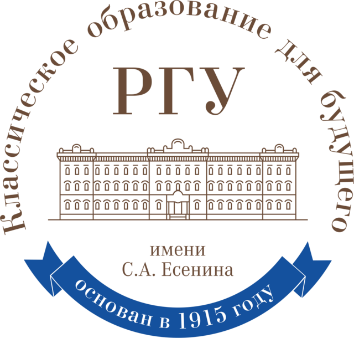 Классическое образование для будущего
РГУ
имени
С.А. Есенина
основан в 1915 году